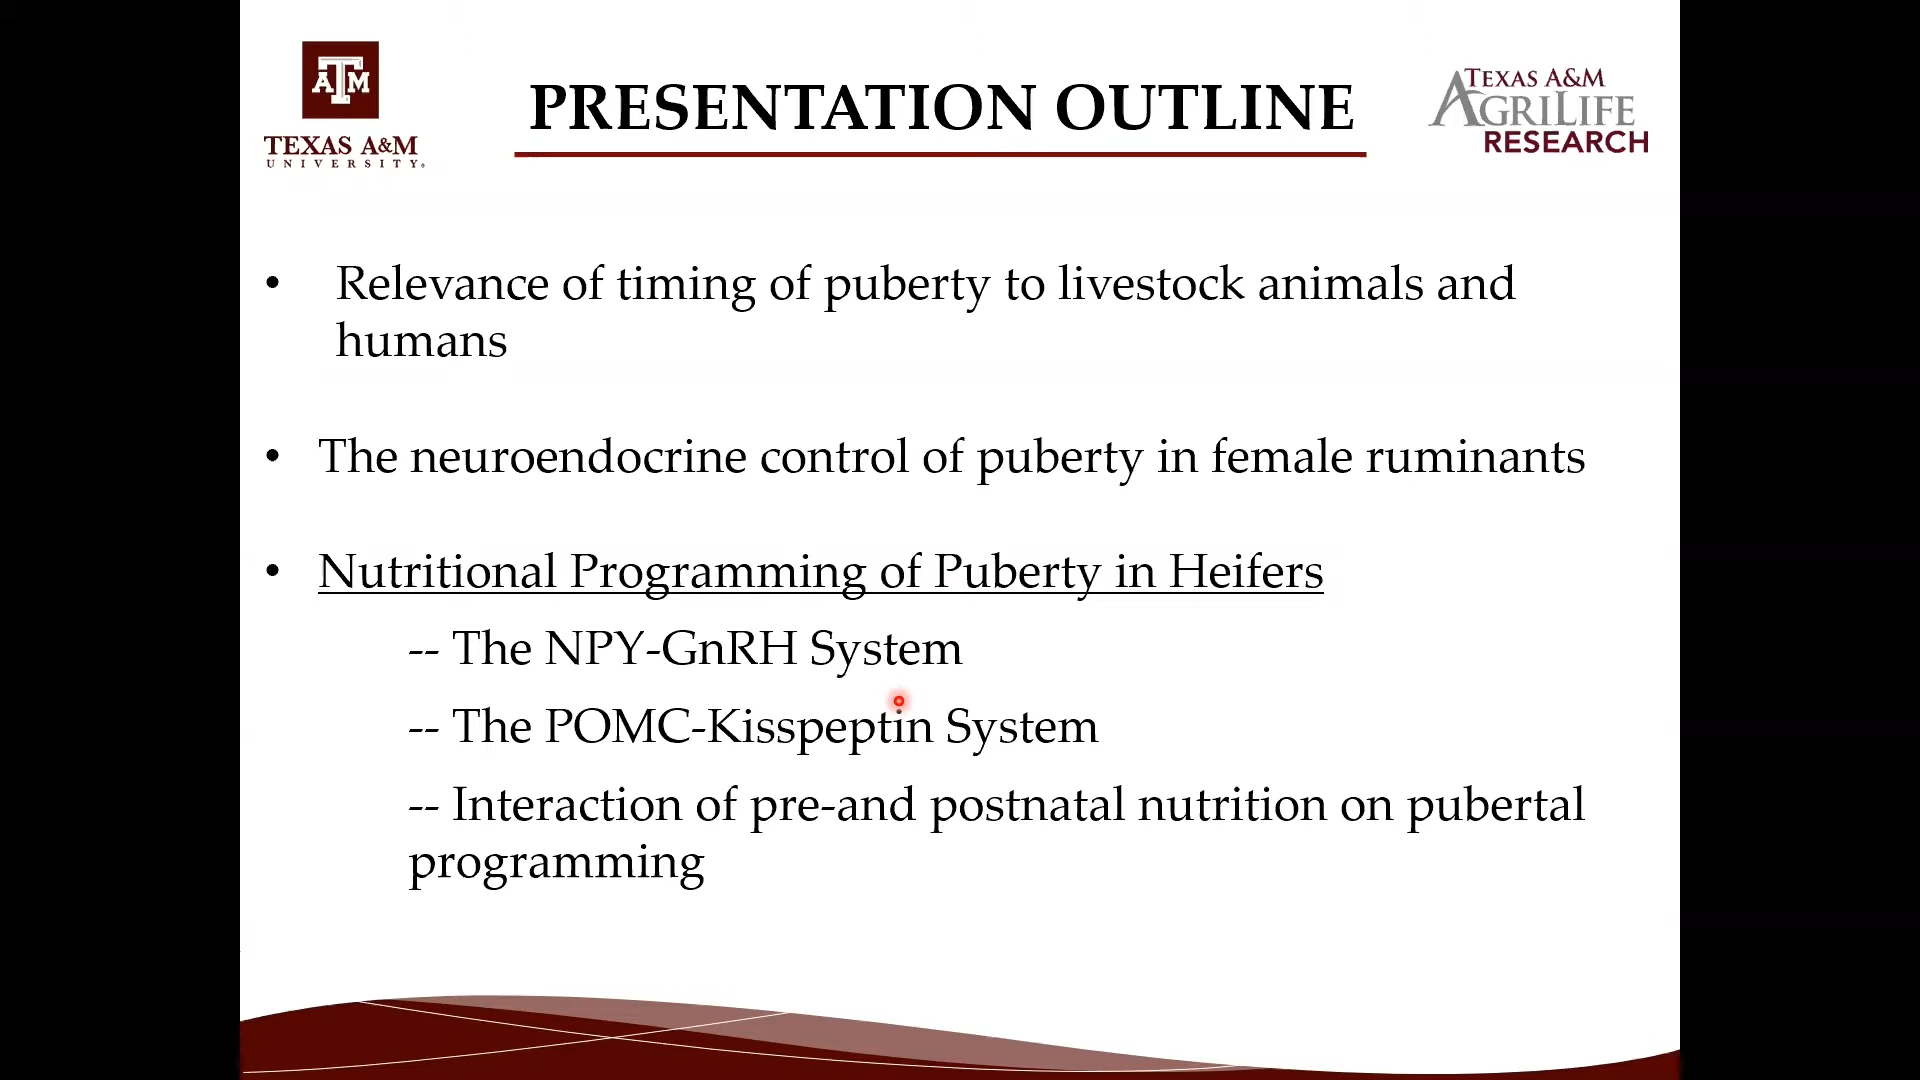 ATM
TEXAS A&M
UNIVERSITY®
PRESENTATION OUTLINE
TEXAS A&M
AGRILIFE
RESEARCH
• Relevance of timing of puberty to livestock animals and
humans
• The neuroendocrine control of puberty in female ruminants
• Nutritional Programming of Puberty in Heifers
-- The NPY-GnRH System
-- The POMC-Kisspeptin System
-- Interaction of pre-and postnatal nutrition on pubertal
programming